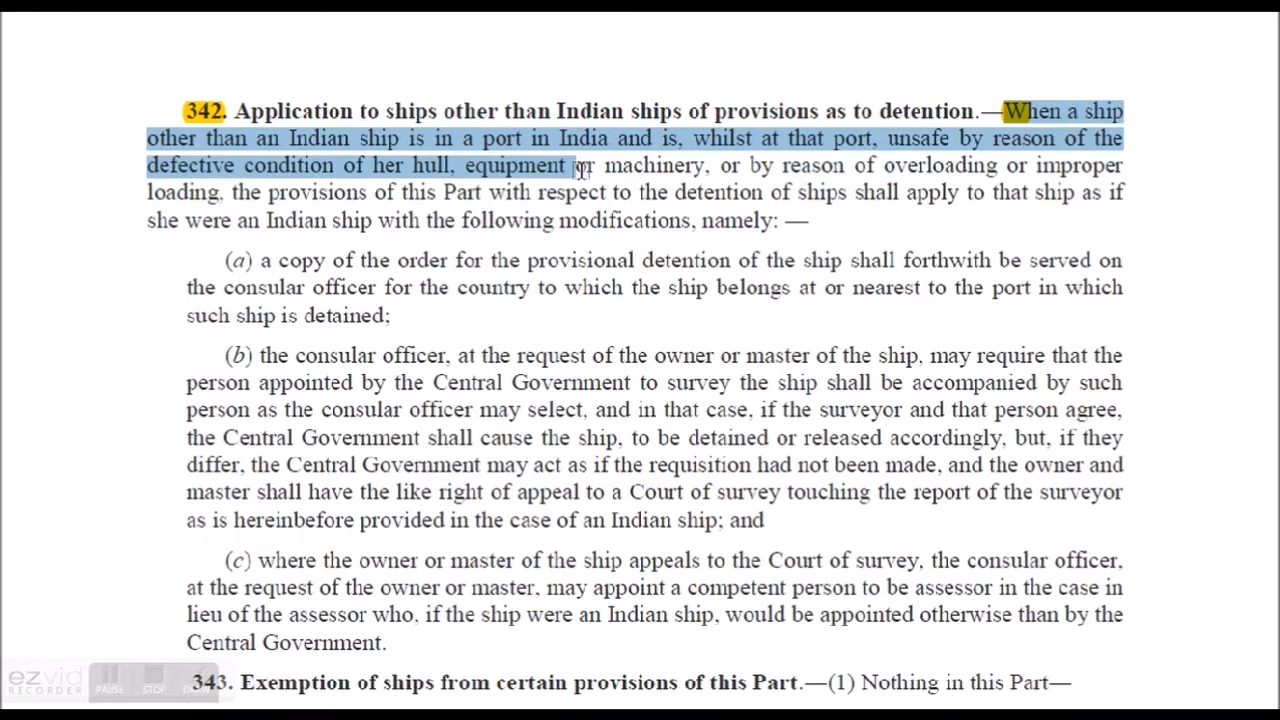 342. Application to ships other than Indian ships of provisions as to detention.—When a ship
other than an Indian ship is in a port in India and is, whilst at that port, unsafe by reason of the
defective condition of her hull, equipment or machinery, or by reason of overloading or improper
loading, the provisions of this Part with respect to the detention of ships shall apply to that ship as if
she were an Indian ship with the following modifications, namely: —
(a) a copy of the order for the provisional detention of the ship shall forthwith be served on
the consular officer for the country to which the ship belongs at or nearest to the port in which
such ship is detained;
(b) the consular officer, at the request of the owner or master of the ship, may require that the
person appointed by the Central Government to survey the ship shall be accompanied by such
person as the consular officer may select, and in that case, if the surveyor and that person agree,
the Central Government shall cause the ship, to be detained or released accordingly, but, if they
differ, the Central Government may act as if the requisition had not been made, and the owner and
master shall have the like right of appeal to a Court of survey touching the report of the surveyor
as is hereinbefore provided in the case of an Indian ship; and
(c) where the owner or master of the ship appeals to the Court of survey, the consular officer,
at the request of the owner or master, may appoint a competent person to be assessor in the case in
lieu of the assessor who, if the ship were an Indian ship, would be appointed otherwise than by the
Central Government.
343. Exemption of ships from certain provisions of this Part.—(1) Nothing in this Part—
ezvid
RECORDER
PAUSE STOP DRAW